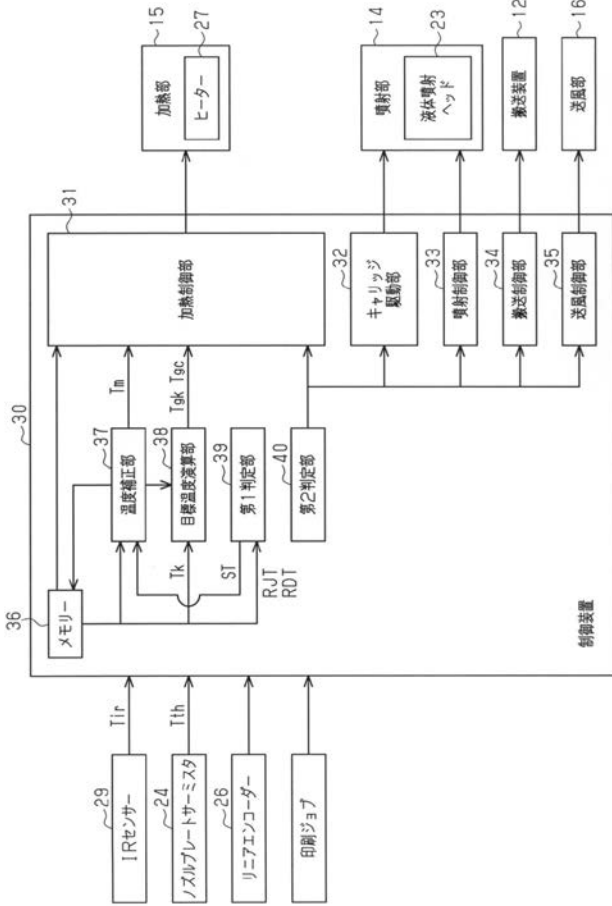 15
加熱部
27
ヒーター
14
噴射部
23
液体噴射
ヘッド
12
搬送装置
16
送風部
30
31
加熱制御部
32
キャリッジ
駆動部
33
噴射制御部
34
搬送制御部
35
送風制御部
Tm
Tgk Tgc
37
温度補正部
38
目標温度演算部
39
第1判定部
40
第2判定部
36
メモリー
Tk
ST
RJT
RDT
制御装置
Tir
Tth
29
IRセンサー
24
ノズルプレートサーミスタ
26
リニアエンコーダー
印刷ジョブ